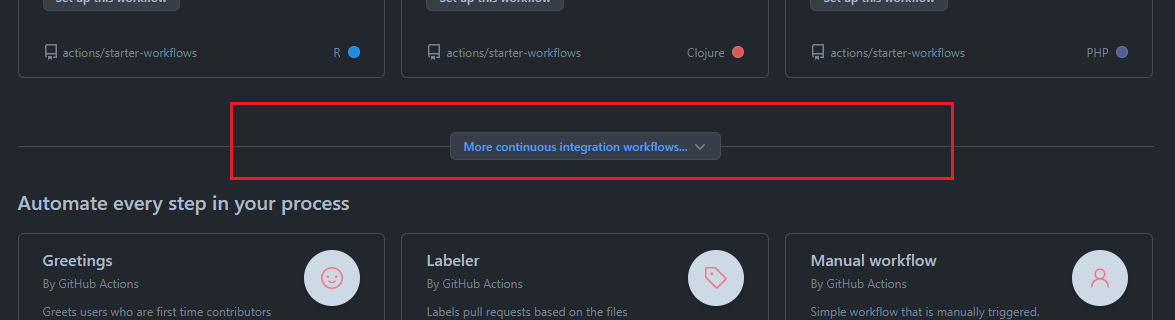 Set up this workflow Set up this workflow Set up this workflow
actions/starter-workflows R actions/starter-workflows Clojure actions/starter-workflows PHP
More continuous integration workflows...
Automate every step in your process
Greetings Labeler Manual workflow
By GitHub Actions By GitHub Actions By GitHub Actions
Greets users who are first time contributors Labels pull requests based on the files Simple workflow that is manually triggered.